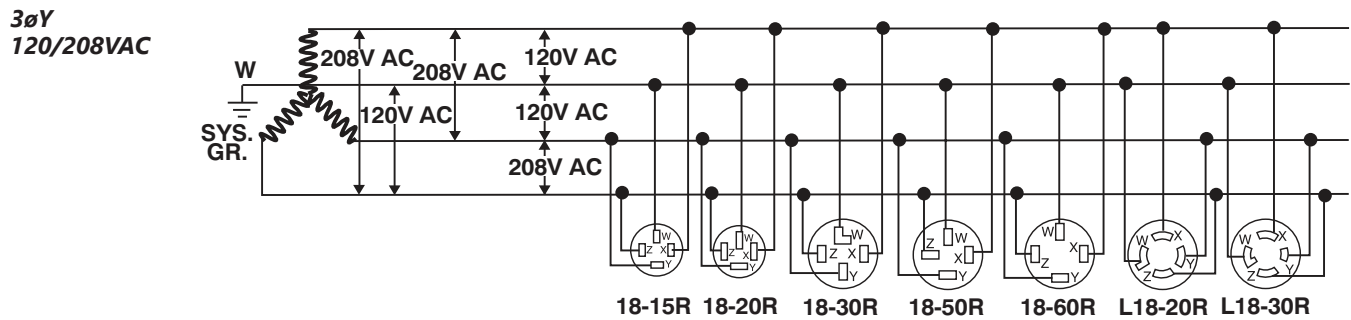 3øY
120/208VAC
W
SYS.
GR.
208V AC
208V AC
120V AC
120V AC
120V AC
208V AC
W
Z
X
Y
W
Z
X
Y
W
Z
X
Y
W
Z
X
Y
W
Z
X
Y
W
X
Z
Y
W
X
Z
Y
18-15R
18-20R
18-30R
18-50R
18-60R
L18-20R
L18-30R